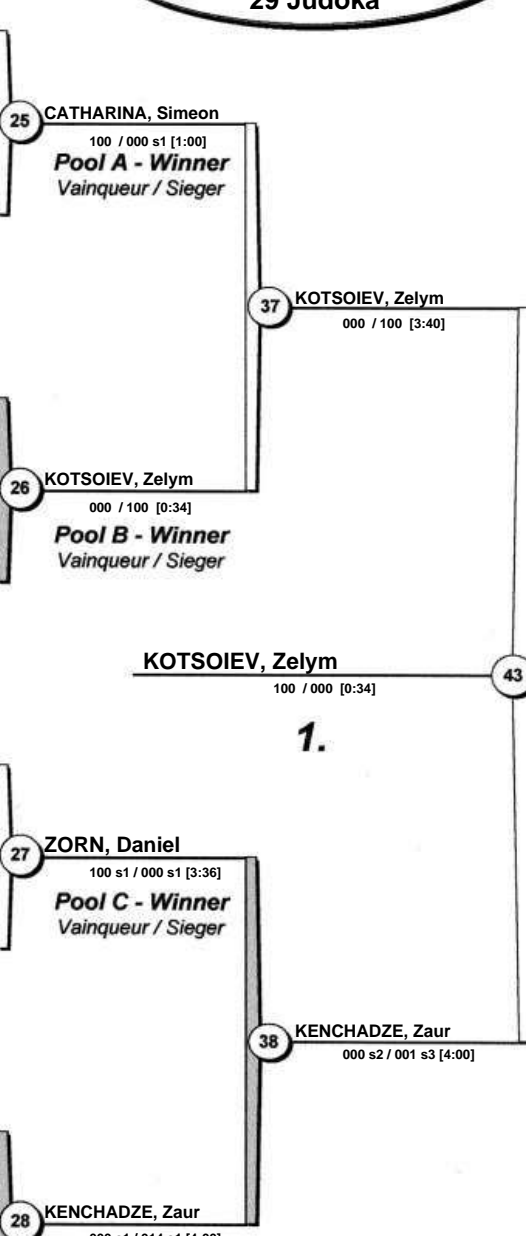 29 Judoka
25
CATHARINA, Simeon
100 / 000 s1 [1:00]
Pool A - Winner
Vainqueur / Sieger
37
KOTSOIEV, Zelym
000 / 100 [3:40]
26
KOTSOIEV, Zelym
000 / 100 [0:34]
Pool B - Winner
Vainqueur / Sieger
KOTSOIEV, Zelym
43
100 / 000 [0:34]
1.
27
ZORN, Daniel
100 s1 / 000 s1 [3:36]
Pool C - Winner
Vainqueur / Sieger
38
KENCHADZE, Zaur
000 s2 / 001 s3 [4:00]
28
KENCHADZE, Zaur